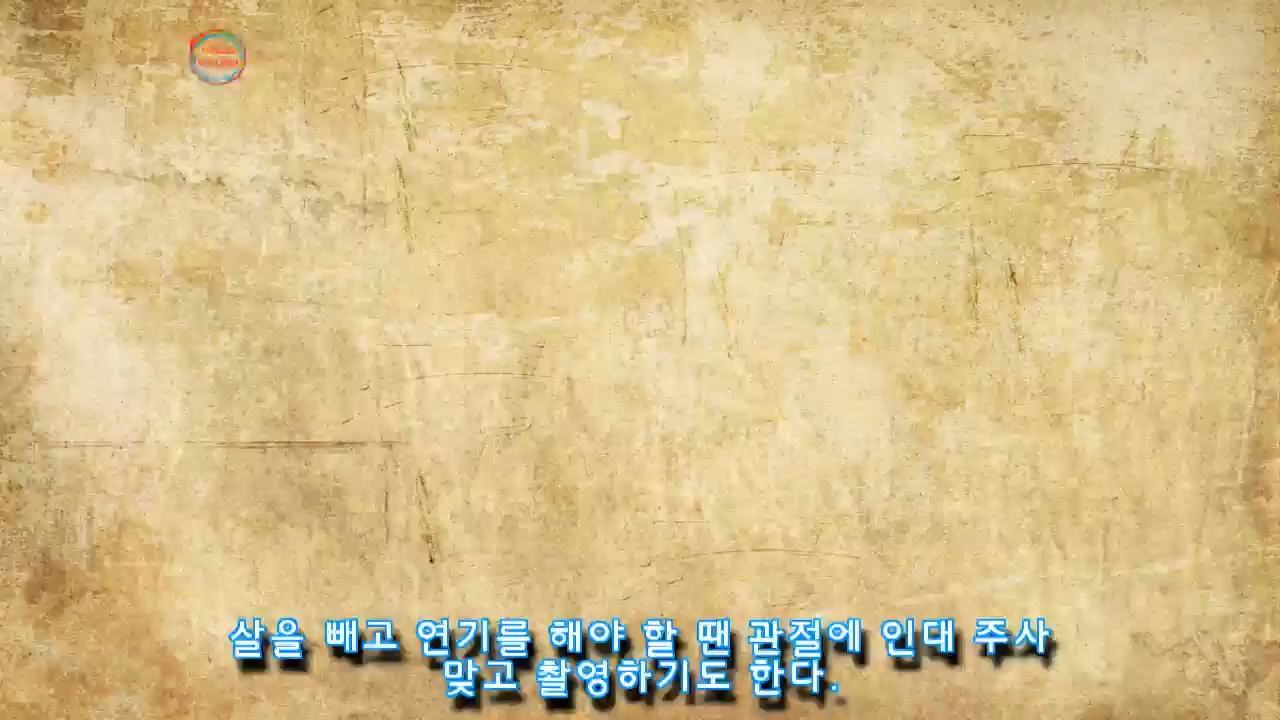 살을 빼고 연기를 해야 할 땐 관절에 인대 주사
맞고 촬영하기도 한다.